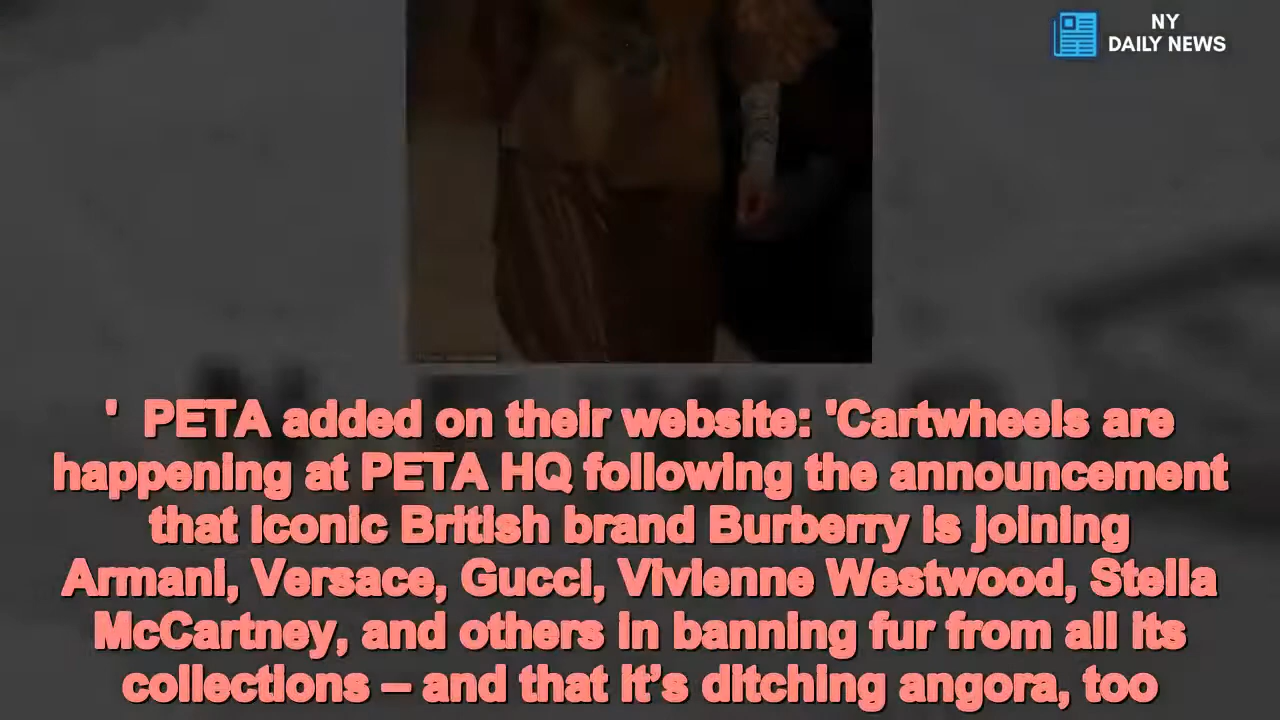 NY
DAILY NEWS
' PETA added on their website: 'Cartwheels are
happening at PETA HQ following the announcement
that iconic British brand Burberry is joining
Armani, Versace, Gucci, Vivienne Westwood, Stella
McCartney, and others in banning fur from all its
collections – and that it’s ditching angora, too